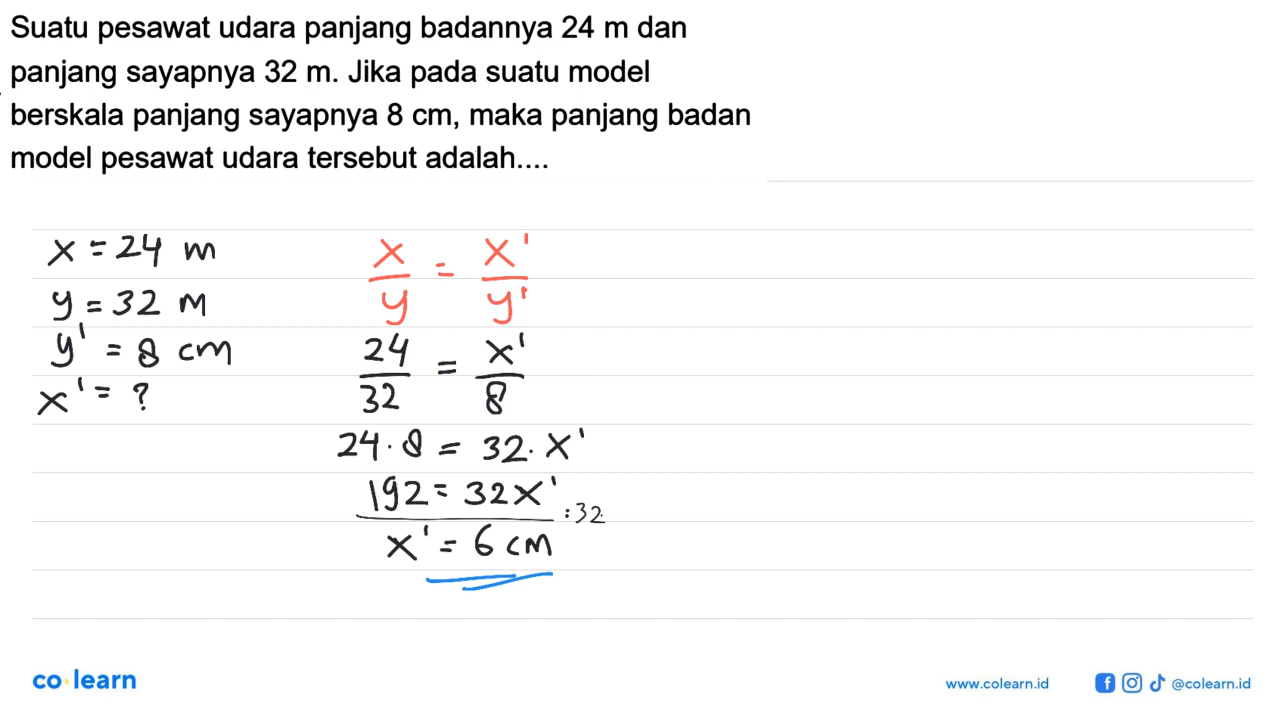 Suatu pesawat udara panjang badannya 24 m dan
panjang sayapnya 32 m. Jika pada suatu model
berskala panjang sayapnya 8 cm, maka panjang badan
model pesawat udara tersebut adalah....
x = 24 m
y = 32 m
y' = 8 cm
x' = ?
x/y = x'/y'
24/32 = x'/8
24 . 8 = 32 . x'
192 = 32x' :32
x' = 6 cm
co learn
www.colearn.id
@colearn.id